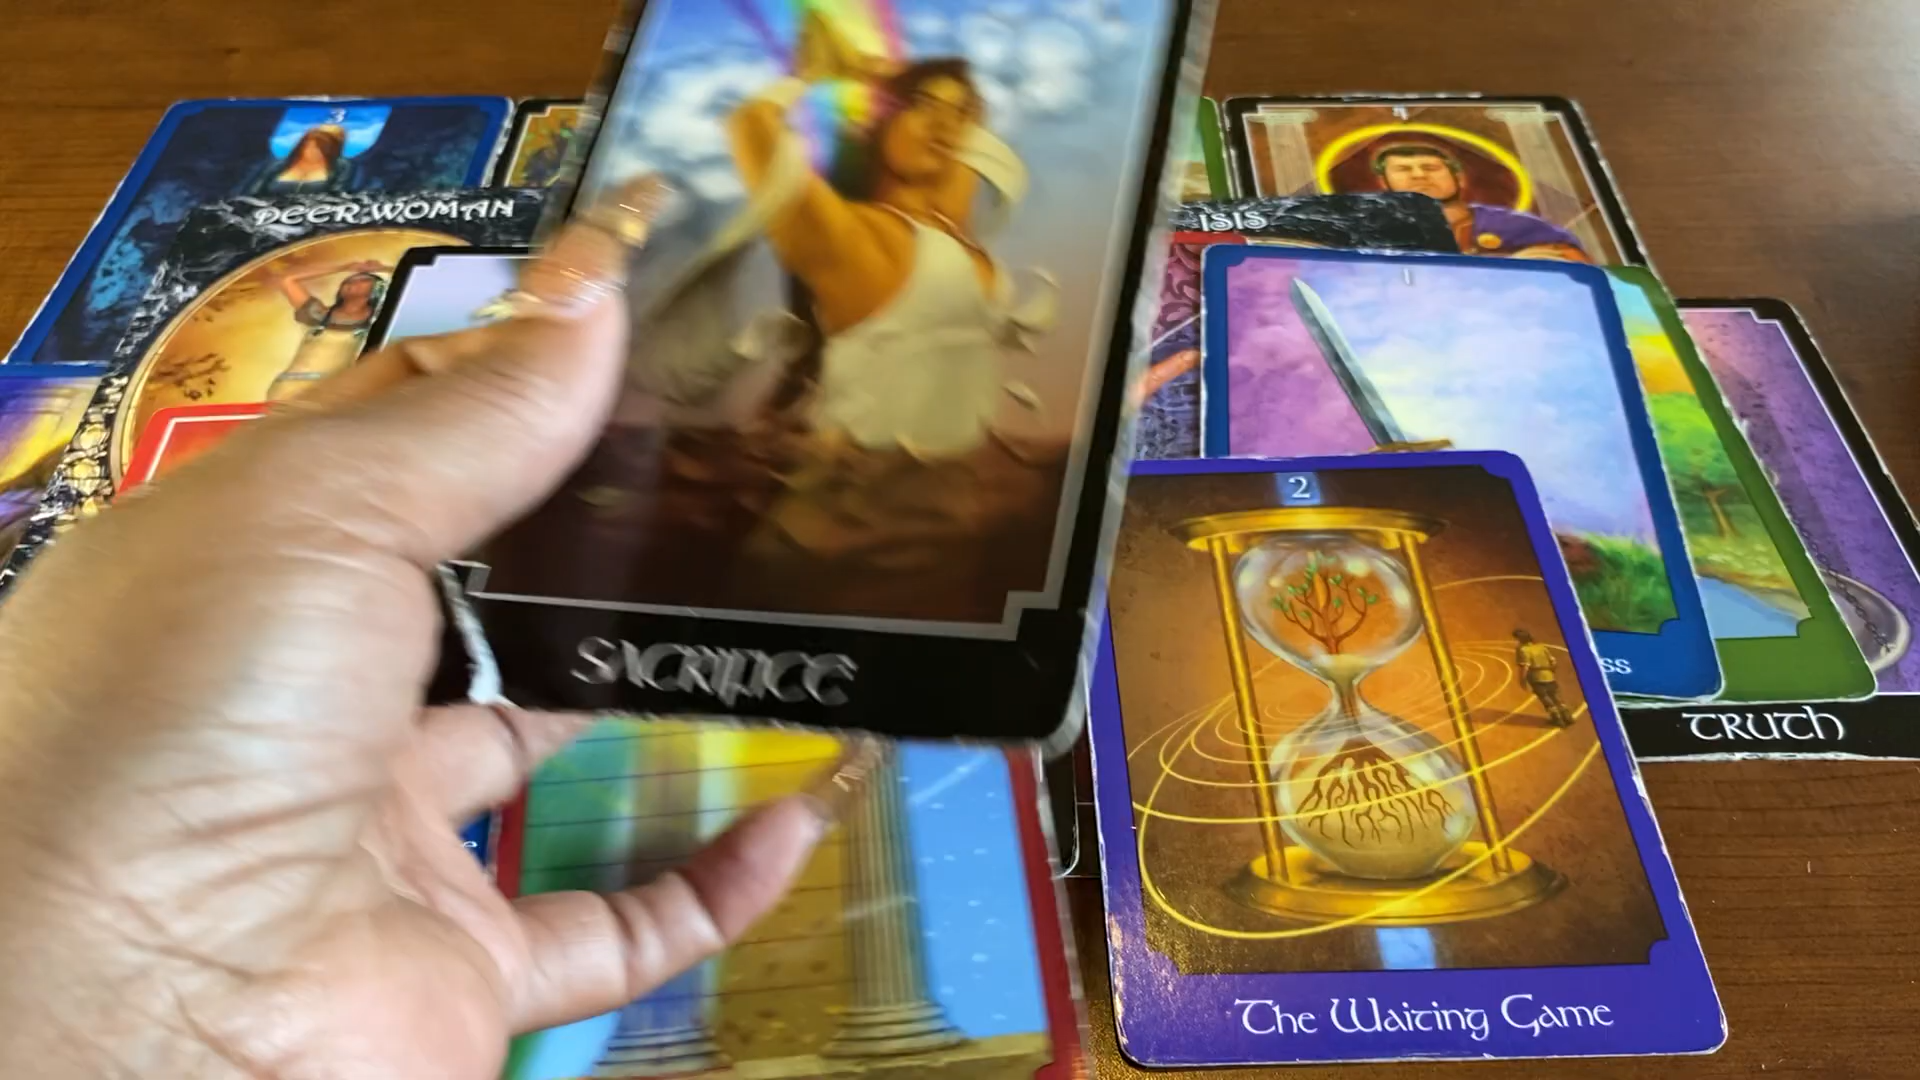 3
DEER WOMAN
ISIS
1
SACRIFICE
2
TRUTH
The Waiting Game